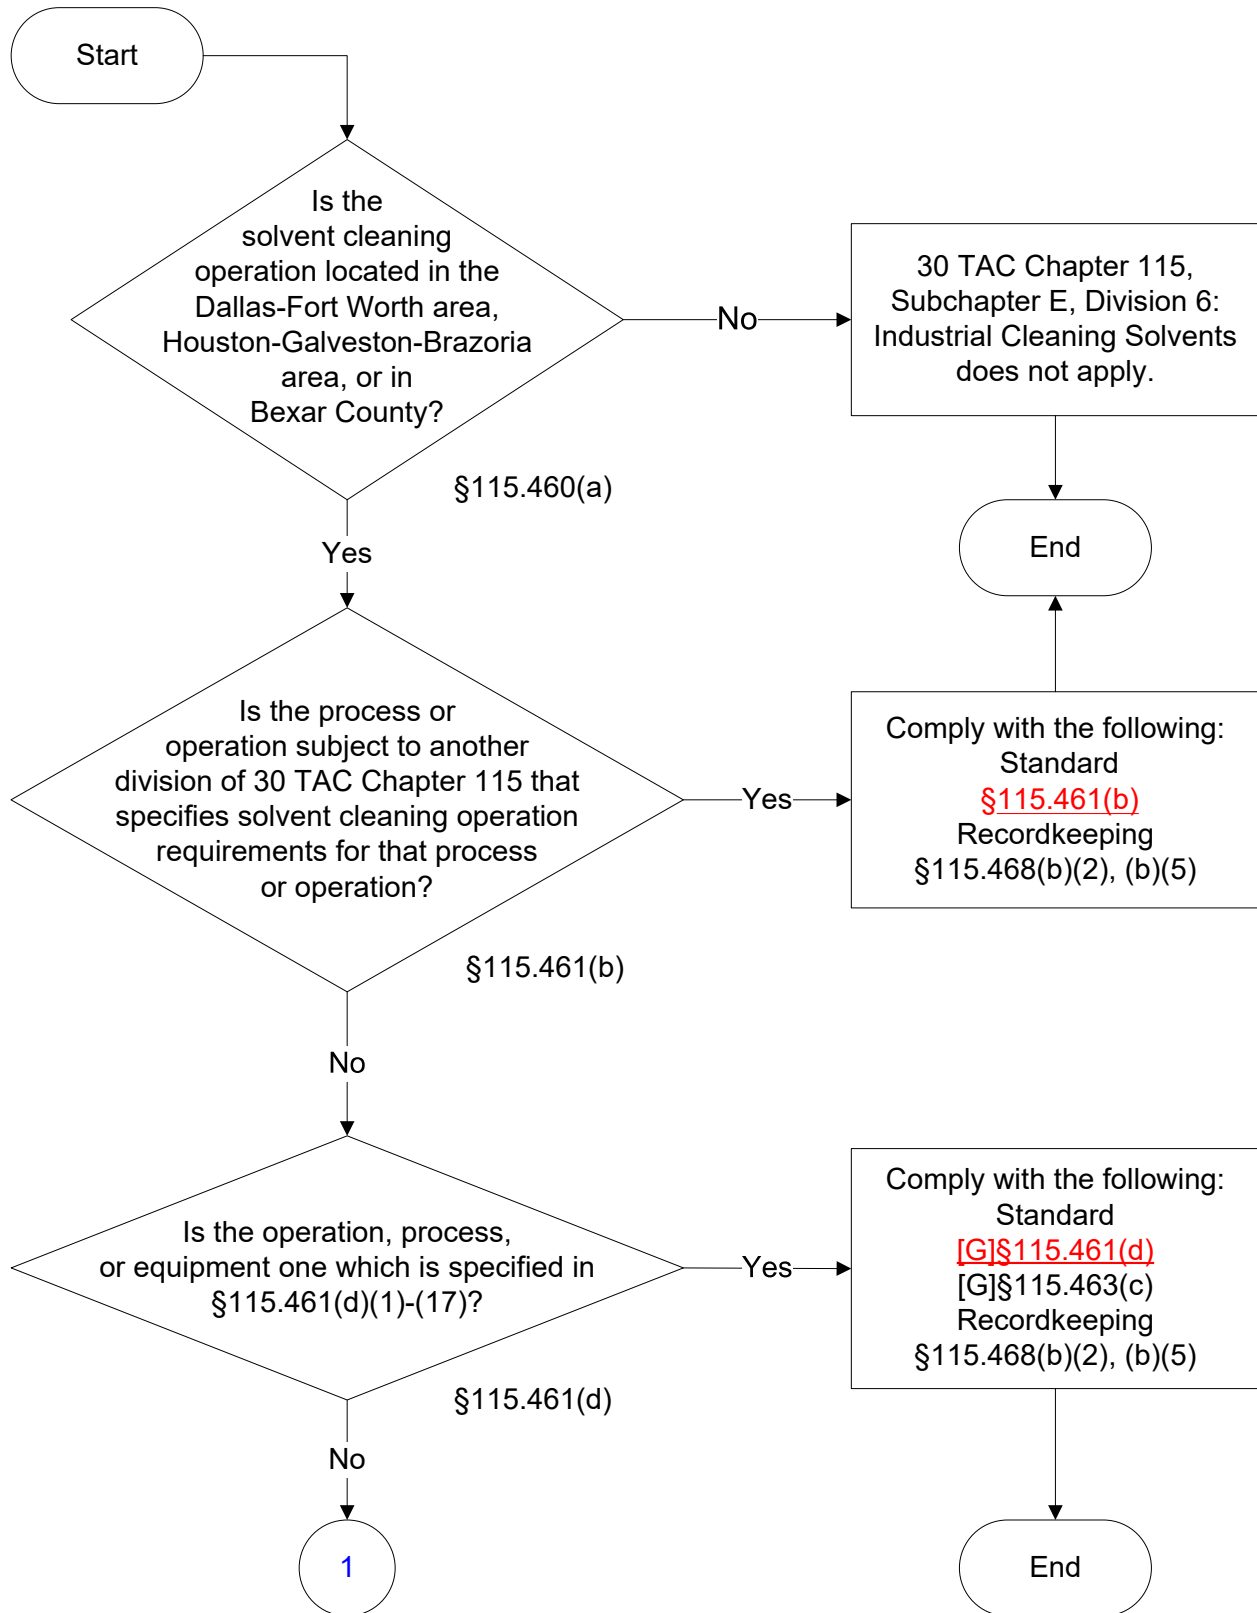 Start
Is the
solvent cleaning
operation located in the
Dallas-Fort Worth area,
Houston-Galveston-Brazoria
area, or in
Bexar County?
No
30 TAC Chapter 115,
Subchapter E, Division 6:
Industrial Cleaning Solvents
does not apply.
§115.460(a)
Yes
End
Is the process or
operation subject to another
division of 30 TAC Chapter 115 that
specifies solvent cleaning operation
requirements for that process
or operation?
Yes
Comply with the following:
Standard
§115.461(b)
Recordkeeping
§115.468(b)(2), (b)(5)
§115.461(b)
No
Is the operation, process,
or equipment one which is specified in
§115.461(d)(1)-(17)?
Yes
Comply with the following:
Standard
[G]§115.461(d)
[G]§115.463(c)
Recordkeeping
§115.468(b)(2), (b)(5)
§115.461(d)
No
1
End